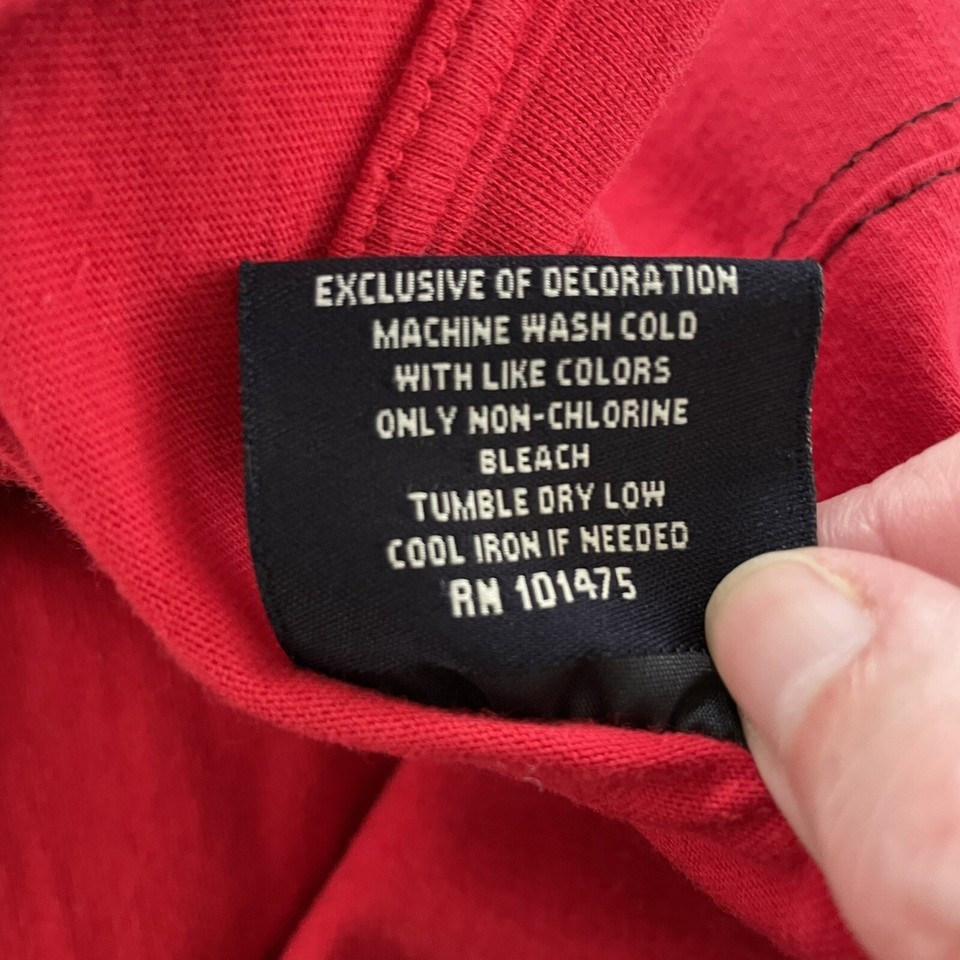 EXCLUSIVE OF DECORATION
MACHINE WASH COLD
WITH LIKE COLORS
ONLY NON-CHLORINE
BLEACH
TUMBLE DRY LOW
COOL IRON IF NEEDED
RN 101475